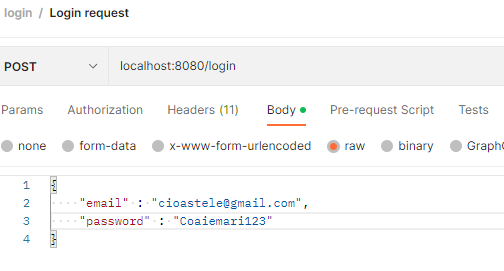 login / Login request
POST localhost:8080/login
Params Authorization Headers (11) Body Pre-request Script Tests
none form-data x-www-form-urlencoded raw binary GraphQ
1 {
2 "email" : "cioastele@gmail.com",
3 "password" : "Coaiemari123"
4 }